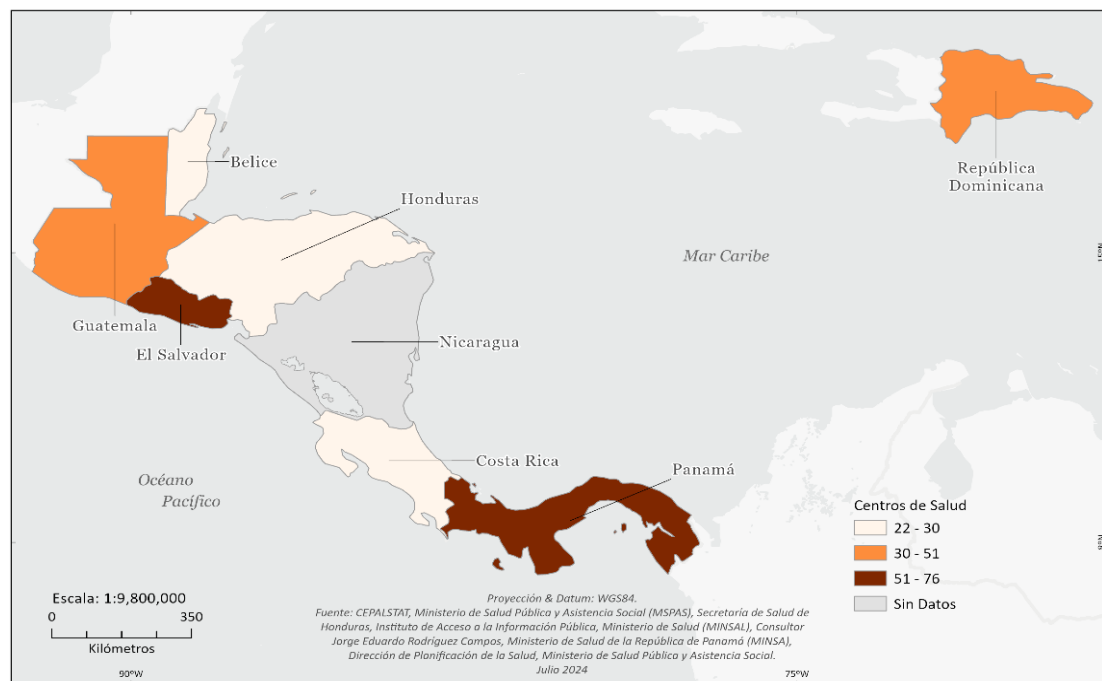 Belice
Honduras
República
Dominicana
Mar Caribe
Guatemala
El Salvador
Nicaragua
Costa Rica
Panamá
Océano
Pacífico
Centros de Salud
22 - 30
30 - 51
51 - 76
Sin Datos
Escala: 1:9,800,000
0 350
Kilómetros
Proyección & Datum: WGS84.
Fuente: CEPALSTAT, Ministerio de Salud Pública y Asistencia Social (MSPAS), Secretaría de Salud de
Honduras, Instituto de Acceso a la Información Pública, Ministerio de Salud (MINSAL), Consultor
Jorge Eduardo Rodríguez Campos, Ministerio de Salud de la República de Panamá (MINSA),
Dirección de Planificación de la Salud, Ministerio de Salud Pública y Asistencia Social.
Julio 2024
90°W
75°W